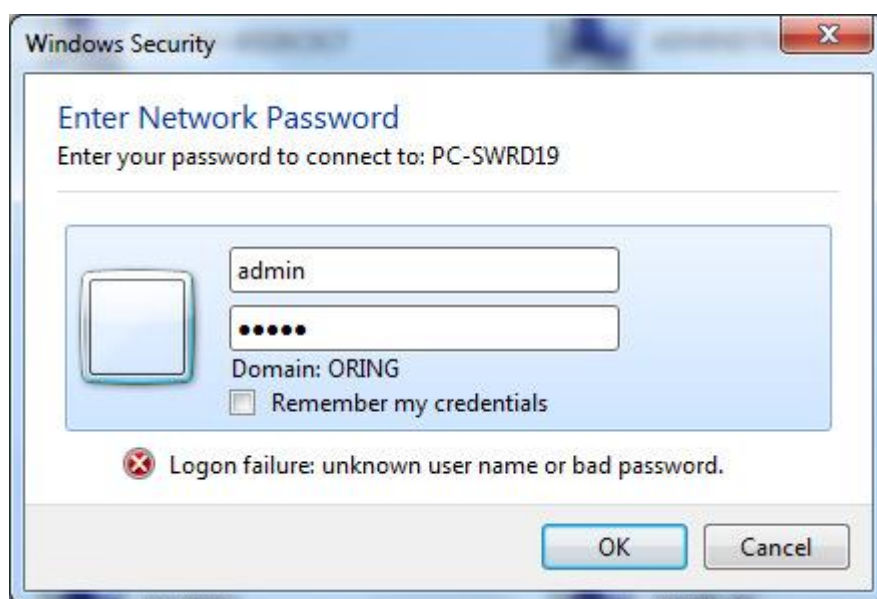 Windows Security
Enter Network Password
Enter your password to connect to: PC-SWRD19
admin
●●●●●
Domain: ORING
Remember my credentials
Logon failure: unknown user name or bad password.
OK
Cancel